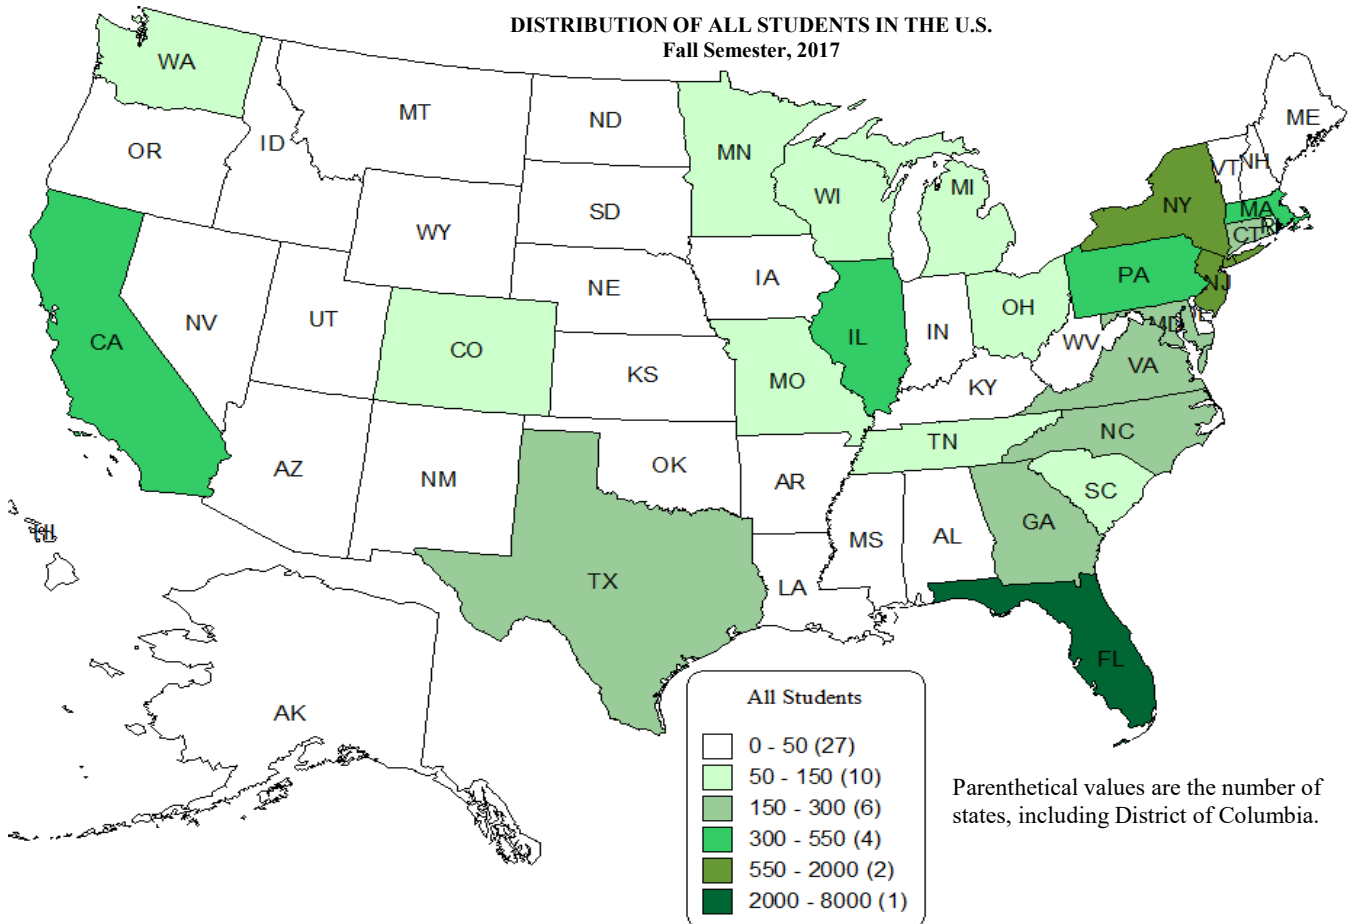 DISTRIBUTION OF ALL STUDENTS IN THE U.S.
Fall Semester, 2017
WA
MT
ND
ME
OR
ID
MN
VT
NH
WI
MI
SD
NY
MA
WY
CT
RI
IA
PA
NE
NJ
NV
UT
OH
CA
CO
IL
IN
MD
WV
VA
KS
MO
KY
NC
TN
AZ
NM
OK
AR
SC
GA
HI
MS
AL
TX
LA
FL
AK
All Students
0 - 50 (27)
50 - 150 (10)
150 - 300 (6)
300 - 550 (4)
550 - 2000 (2)
2000 - 8000 (1)
Parenthetical values are the number of
states, including District of Columbia.